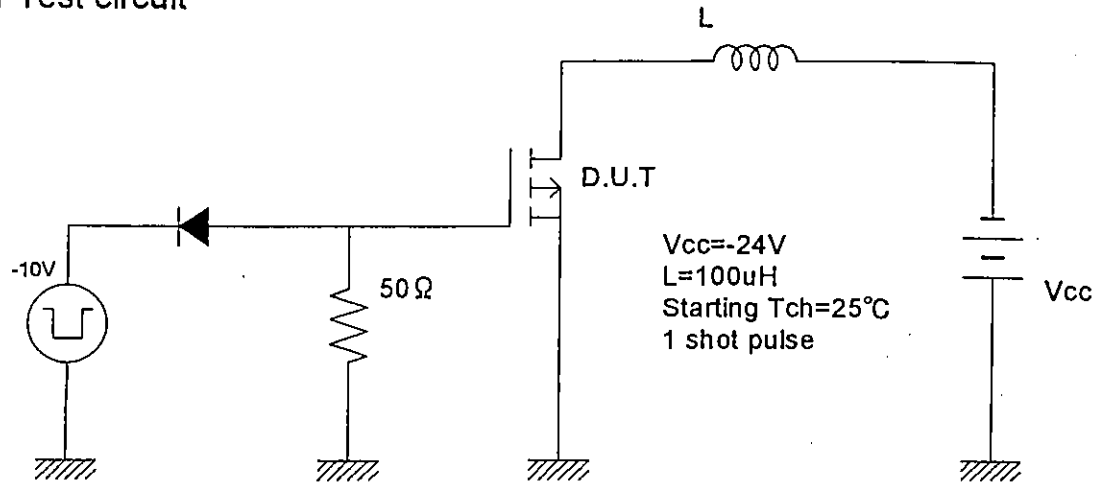 Test circuit
L
D.U.T
-10V
50Ω
Vcc=-24V
L=100uH
Starting Tch=25℃
1 shot pulse
Vcc